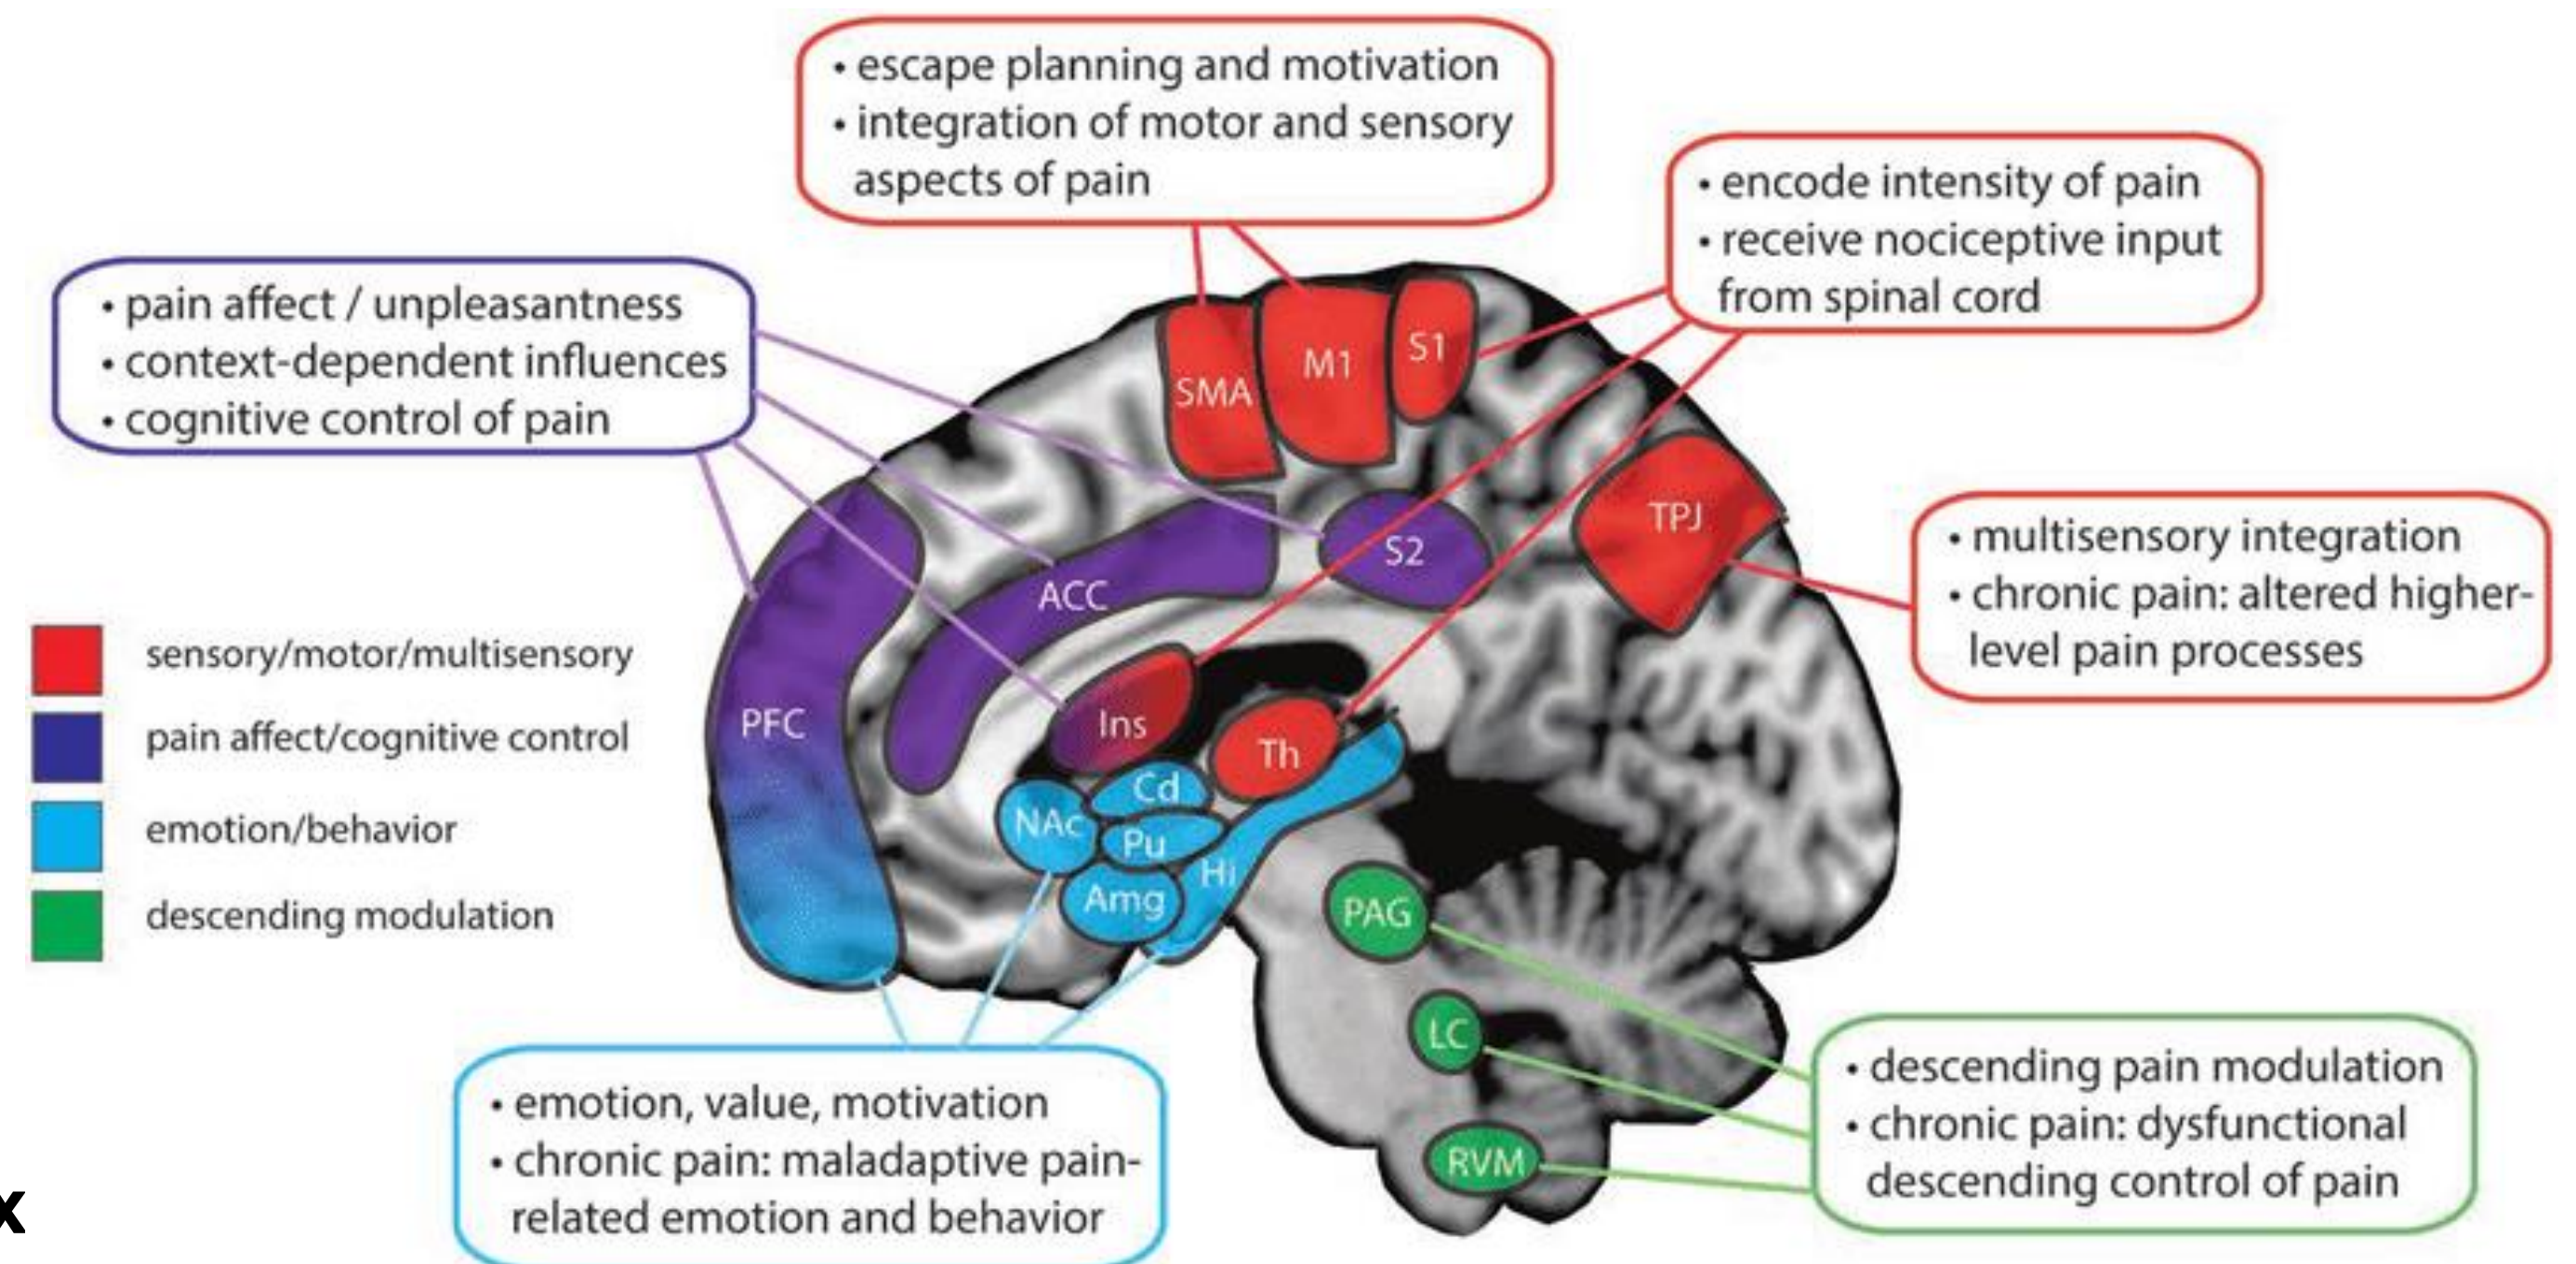 • escape planning and motivation
• integration of motor and sensory
aspects of pain
• encode intensity of pain
• receive nociceptive input
from spinal cord
• pain affect / unpleasantness
• context-dependent influences
• cognitive control of pain
SMA
M1
S1
TPJ
S2
ACC
PFC
Ins
Th
Cd
NAc
Pu
Hi
Amg
PAG
LC
RVM
• multisensory integration
• chronic pain: altered higher-
level pain processes
sensory/motor/multisensory
pain affect/cognitive control
emotion/behavior
descending modulation
• emotion, value, motivation
• chronic pain: maladaptive pain-
related emotion and behavior
• descending pain modulation
• chronic pain: dysfunctional
descending control of pain
x